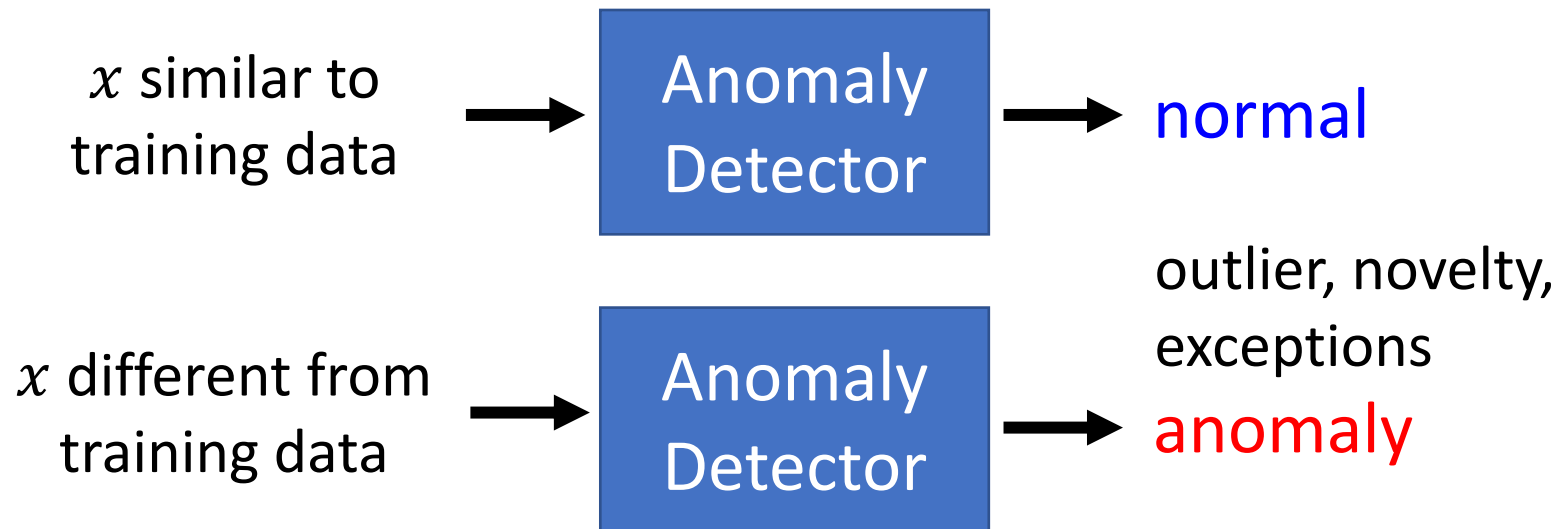 𝑥 similar to
training data
Anomaly
Detector
normal
𝑥 different from
training data
Anomaly
Detector
outlier, novelty,
exceptions
anomaly